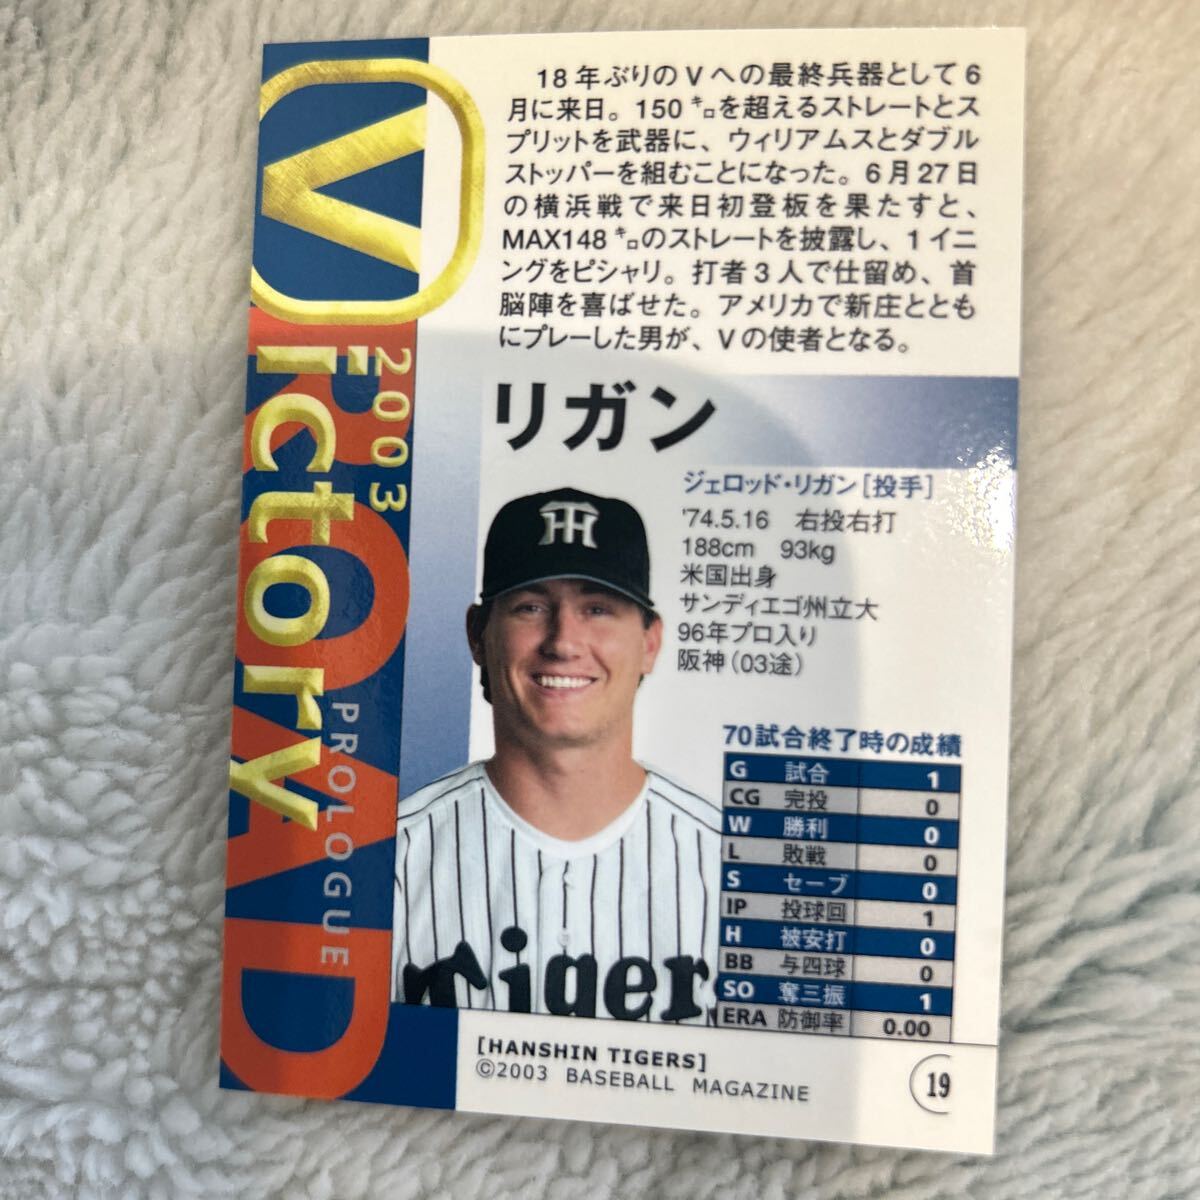 18年ぶりのVへの最終兵器として6
月に来日。150㌔を超えるストレートとス
プリットを武器に、ウィリアムスとダブル
ストッパーを組むことになった。6月27日
の横浜戦で来日初登板を果たすと、
MAX148㌔のストレートを披露し、1イニ
ングをピシャリ。打者3人で仕留め、首
脳陣を喜ばせた。アメリカで新庄ととも
にプレーした男が、Vの使者となる。
Victory
ROAD
2003
PROLOGUE
リガン
ジェロッド・リガン[投手]
'74.5.16 右投右打
188cm 93kg
米国出身
サンディエゴ州立大
96年プロ入り
阪神(03途)
70試合終了時の成績
G 試合 1
CG 完投 0
W 勝利 0
L 敗戦 0
S セーブ 0
IP 投球回 1
H 被安打 0
BB 与四球 0
SO 奪三振 1
ERA 防御率 0.00
TH
Tigers
[HANSHIN TIGERS]
©2003 BASEBALL MAGAZINE
19